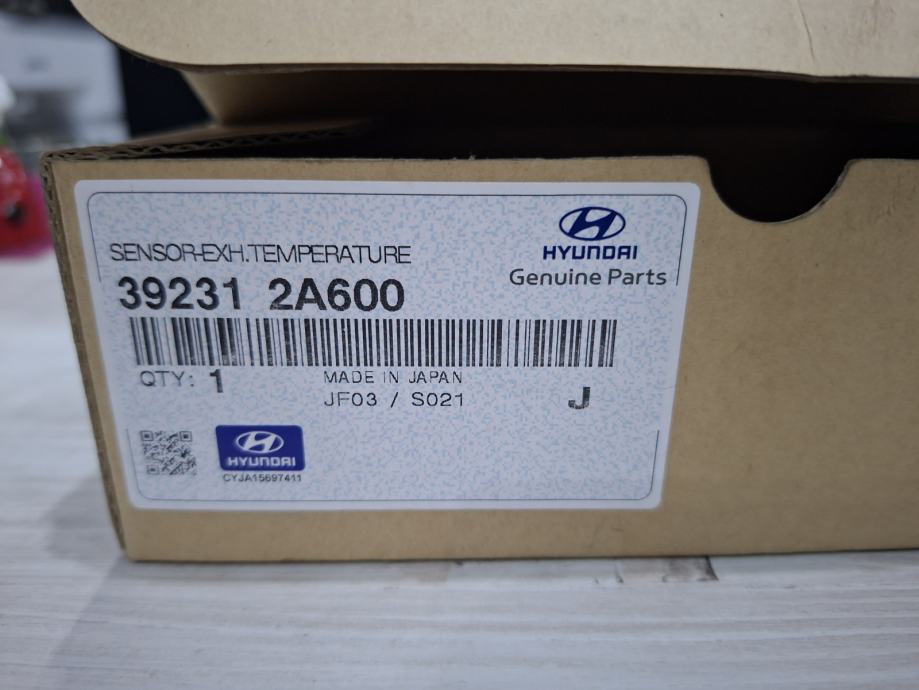 HYUNDAI
Genuine Parts
SENSOR-EXH.TEMPERATURE
39231 2A600
QTY: 1
MADE IN JAPAN
JF03 / S021
J
HYUNDAI
CYJA15697411